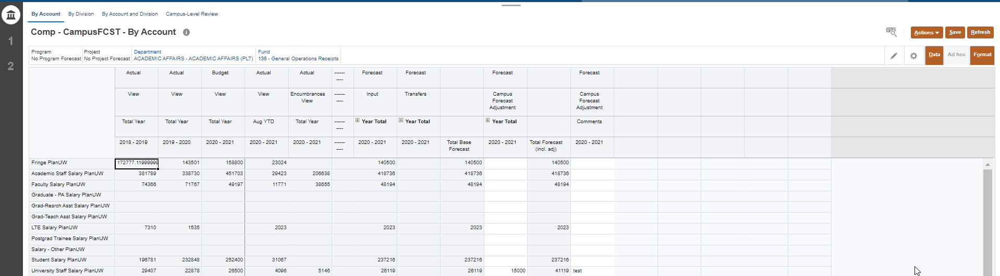 By Account By Division By Account and Division Campus-Level Review
Comp - CampusFCST - By Account
Actions Save Refresh
1
2
Program Project Department Fund
No Program Forecast No Project Forecast ACADEMIC AFFAIRS - ACADEMIC AFFAIRS (PLT) 136 - General Operations Receipts
Data Ad hoc Format
Actual Actual Budget Actual Actual ------ Forecast Forecast Forecast Forecast
----
View View View View Encumbrances ------ Input Transfers Campus Campus
View ---- Forecast Forecast
Adjustment Adjustment
Total Year Total Year Total Year Aug YTD Total Year ------ Year Total Year Total Year Total Comments
----
2018 - 2019 2019 - 2020 2020 - 2021 2020 - 2021 2020 - 2021 ------ 2020 - 2021 2020 - 2021 Total Base 2020 - 2021 Total Forecast 2020 - 2021
---- Forecast (incl. adj)
Fringe PlanUW 172777.11999999 143501 158800 23024 140500 140500 140500
Academic Staff Salary PlanUW 381789 338730 451703 29423 206638 418736 418736 418736
Faculty Salary PlanUW 74366 71767 49197 11771 38655 48194 48194 48194
Graduate - PA Salary PlanUW
Grad-Resrch Asst Salary PlanUW
Grad-Teach Asst Salary PlanUW
LTE Salary PlanUW 7310 1535 2023 2023 2023 2023
Postgrad Trainee Salary PlanUW
Salary - Other PlanUW
Student Salary PlanUW 196781 232848 252400 31067 237216 237216 237216
University Staff Salary PlanUW 29407 22878 26500 4096 5146 26119 26119 15000 41119 test